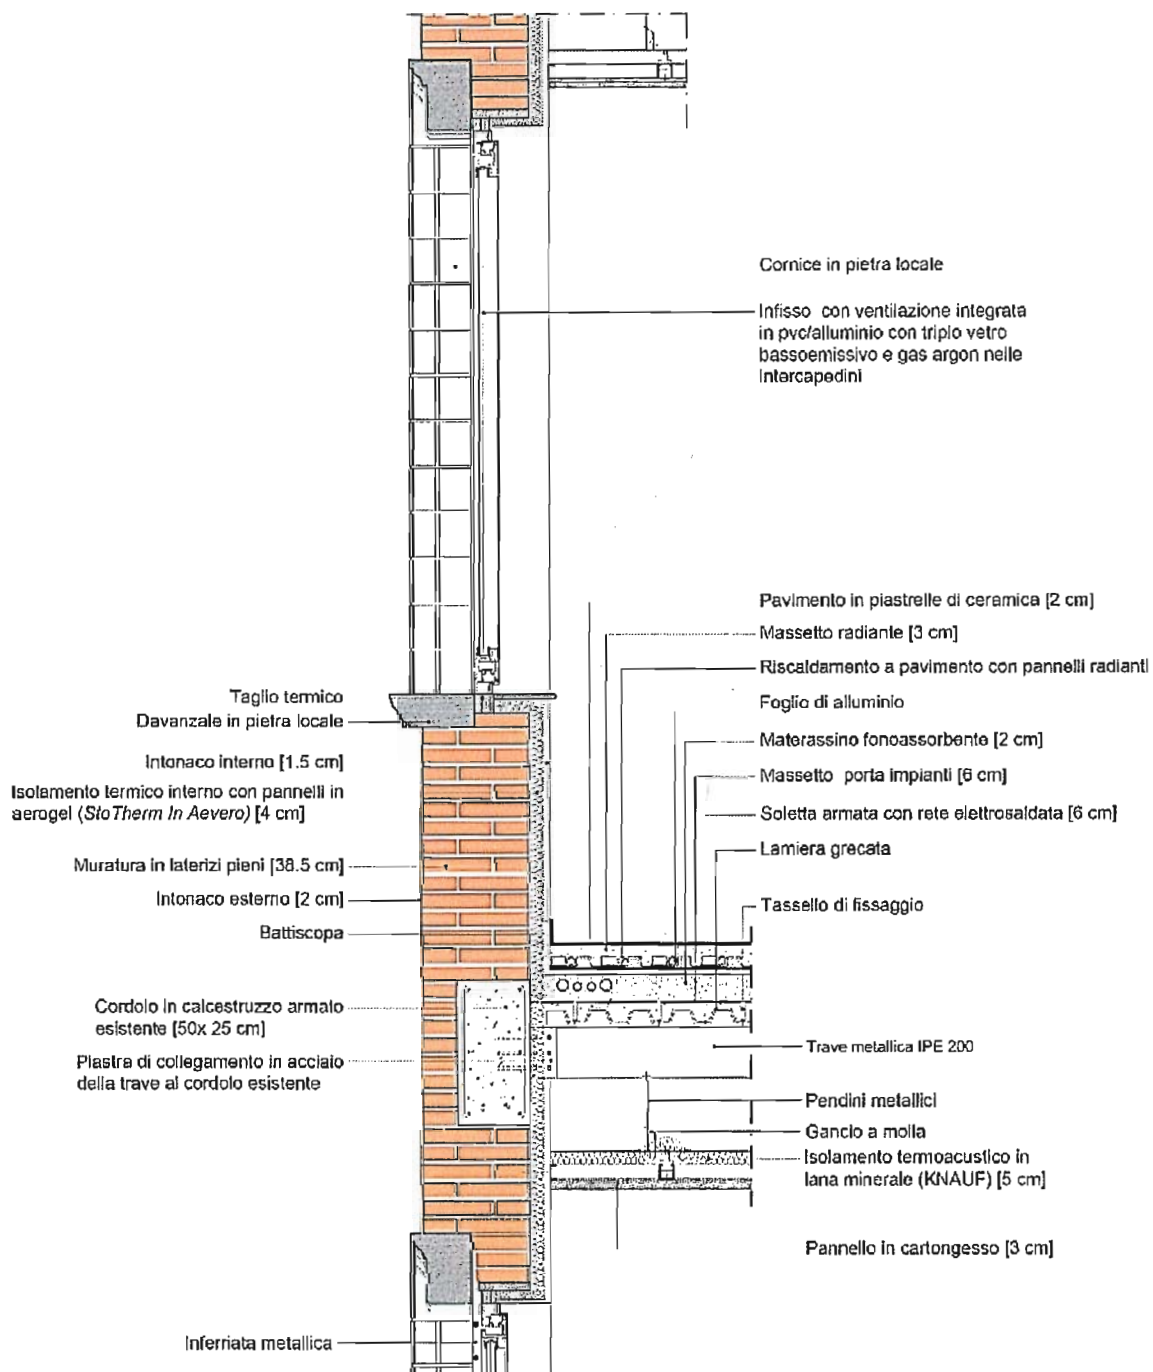 Cornice in pietra locale
Infisso con ventilazione integrata
in pvc/alluminio con triplo vetro
bassoemissivo e gas argon nelle
Intercapedini
Pavimento in piastrelle di ceramica [2 cm]
Massetto radiante [3 cm]
Riscaldamento a pavimento con pannelli radianti
Foglio di alluminio
Materassino fonoassorbente [2 cm]
Massetto porta impianti [6 cm]
Soletta armata con rete elettrosaldata [6 cm]
Lamiera grecata
Tassello di fissaggio
Trave metallica IPE 200
Pendini metallici
Gancio a molla
Isolamento termoacustico in
lana minerale (KNAUF) [5 cm]
Pannello in cartongesso [3 cm]
Taglio termico
Davanzale in pietra locale
Intonaco interno [1.5 cm]
Isolamento termico interno con pannelli in
aerogel (StoTherm In Aevero) [4 cm]
Muratura in laterizi pieni [38.5 cm]
Intonaco esterno [2 cm]
Battiscopa
Cordolo in calcestruzzo armato
esistente [50x 25 cm]
Piastra di collegamento in acciaio
della trave al cordolo esistente
Inferriata metallica